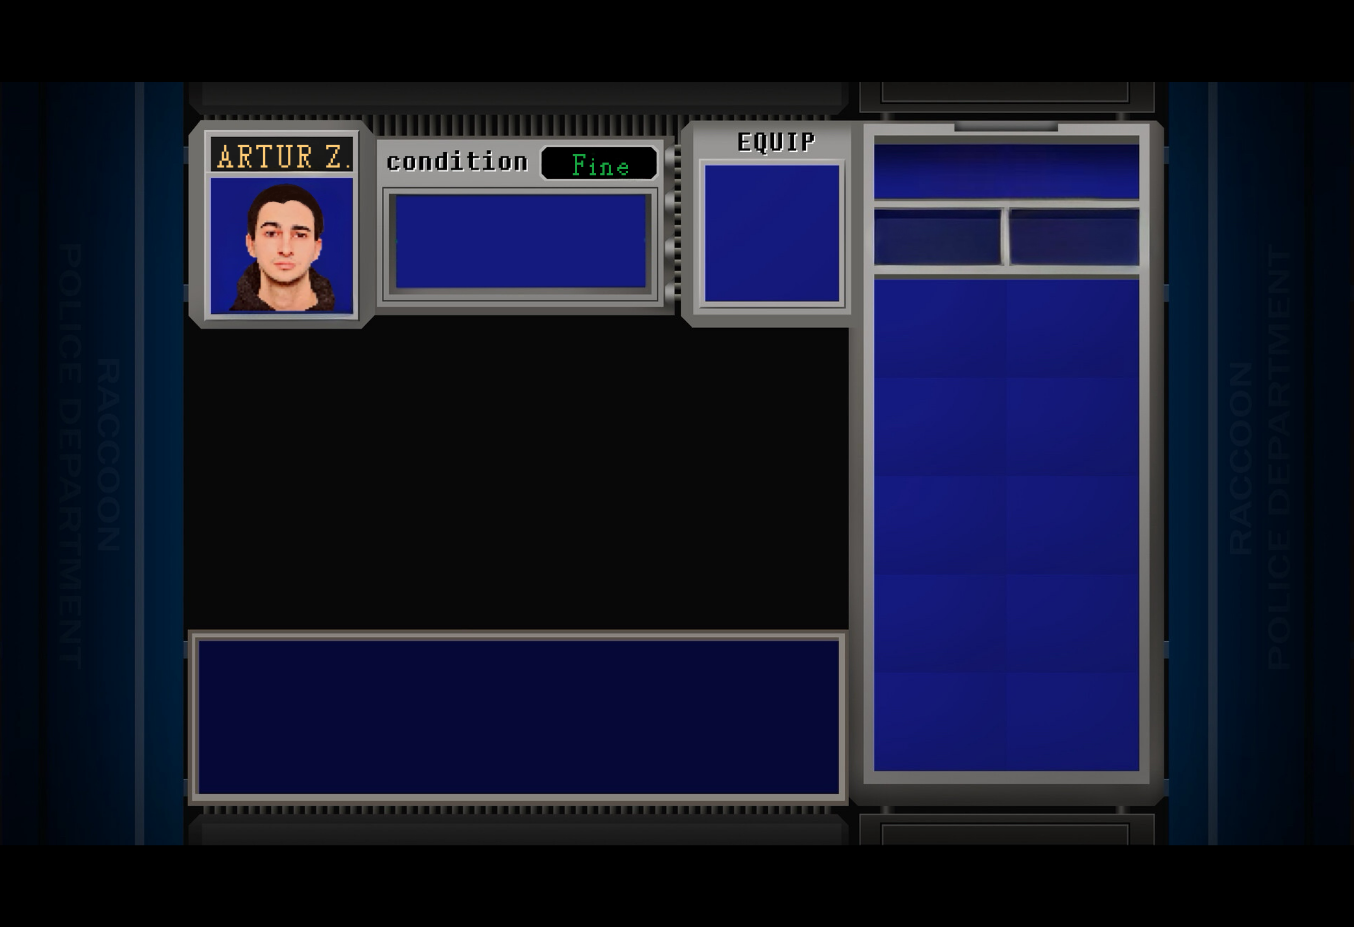 ARTUR Z.
condition
Fine
EQUIP
RACCOON
POLICE DEPARTMENT
RACCOON
POLICE DEPARTMENT